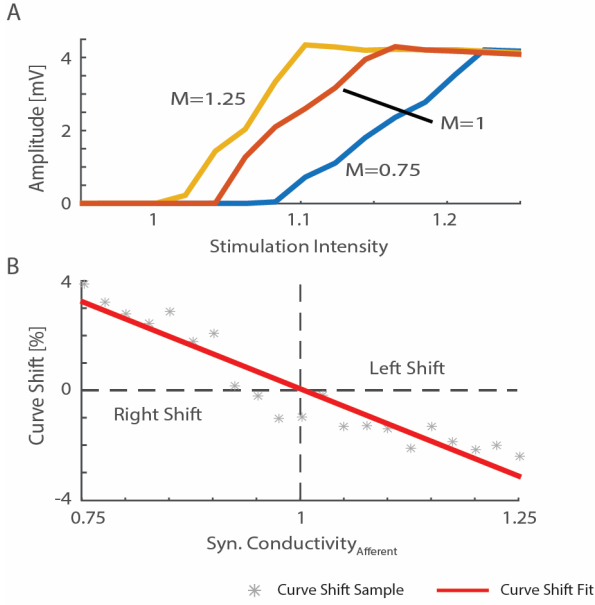 A
Amplitude [mV]
4
2
0
M=1.25
M=1
M=0.75
1
1.1
1.2
Stimulation Intensity
B
Curve Shift [%]
4
0
-4
Left Shift
Right Shift
0.75
1
1.25
Syn. Conductivity Afferent
Curve Shift Sample
Curve Shift Fit